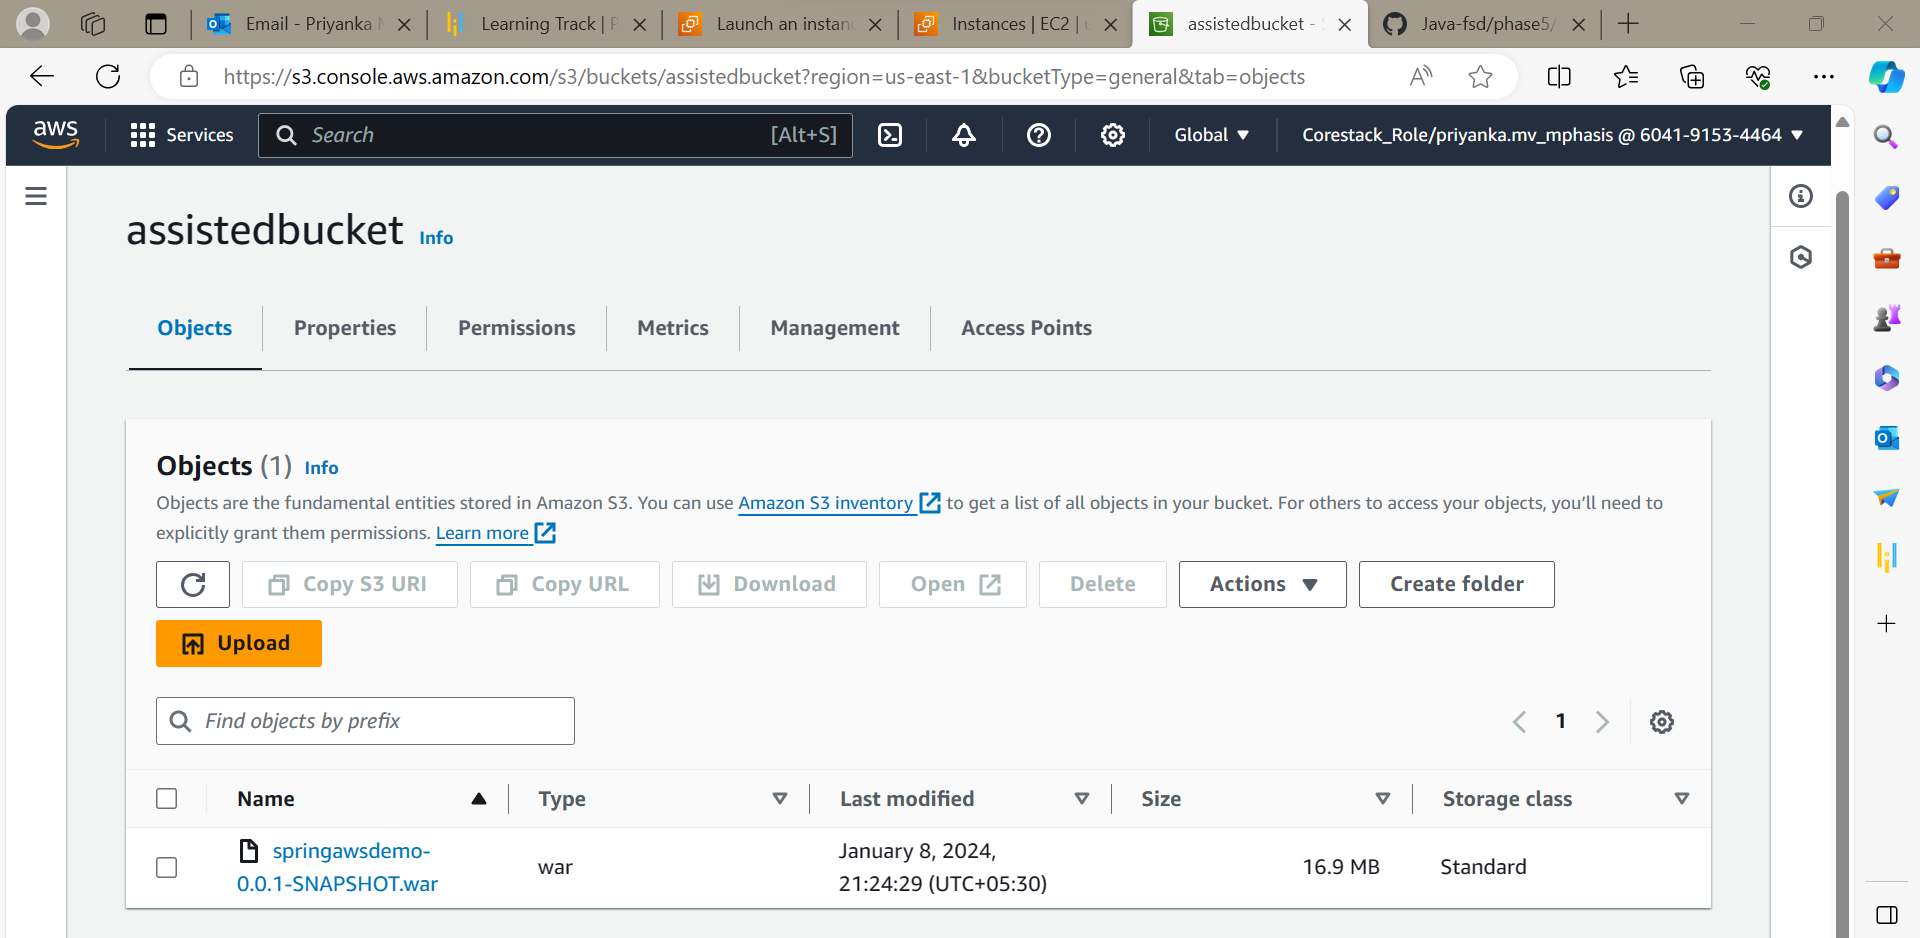 Email - Priyanka M
Learning Track | P
Launch an instanc
Instances | EC2 | u
assistedbucket - S
Java-fsd/phase5/
https://s3.console.aws.amazon.com/s3/buckets/assistedbucket?region=us-east-1&bucketType=general&tab=objects
aws
Services
Search
[Alt+S]
Global
Corestack_Role/priyanka.mv_mphasis @ 6041-9153-4464
assistedbucket Info
Objects
Properties
Permissions
Metrics
Management
Access Points
Objects (1) Info
Objects are the fundamental entities stored in Amazon S3. You can use Amazon S3 inventory to get a list of all objects in your bucket. For others to access your objects, you’ll need to
explicitly grant them permissions. Learn more
Copy S3 URI
Copy URL
Download
Open
Delete
Actions
Create folder
Upload
Find objects by prefix
1
Name
Type
Last modified
Size
Storage class
springawsdemo-
0.0.1-SNAPSHOT.war
war
January 8, 2024,
21:24:29 (UTC+05:30)
16.9 MB
Standard